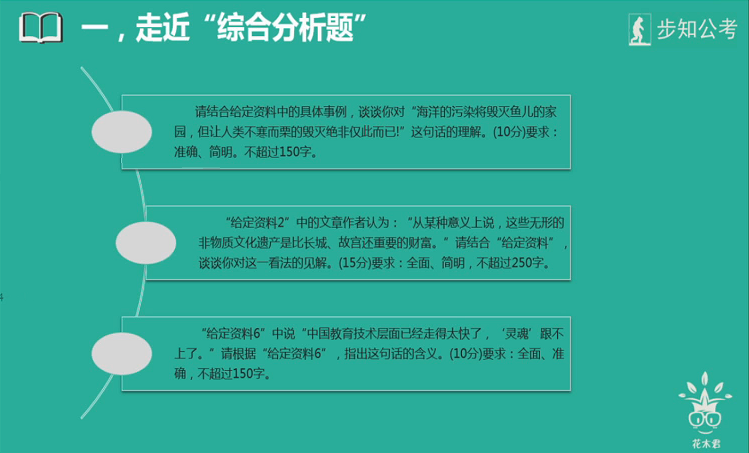 一，走近“综合分析题”
步知公考
请结合给定资料中的具体事例，谈谈你对“海洋的污染将毁灭鱼儿的家
园，但让人类不寒而栗的毁灭绝非仅此而已!”这句话的理解。(10分)要求：
准确、简明。不超过150字。
“给定资料2”中的文章作者认为：“从某种意义上说，这些无形的
非物质文化遗产是比长城、故宫还重要的财富。”请结合“给定资料”，
谈谈你对这一看法的见解。(15分)要求：全面、简明，不超过250字。
“给定资料6”中说“中国教育技术层面已经走得太快了，‘灵魂’跟不
上了。”请根据“给定资料6”，指出这句话的含义。(10分)要求：全面、准
确，不超过150字。
花木君